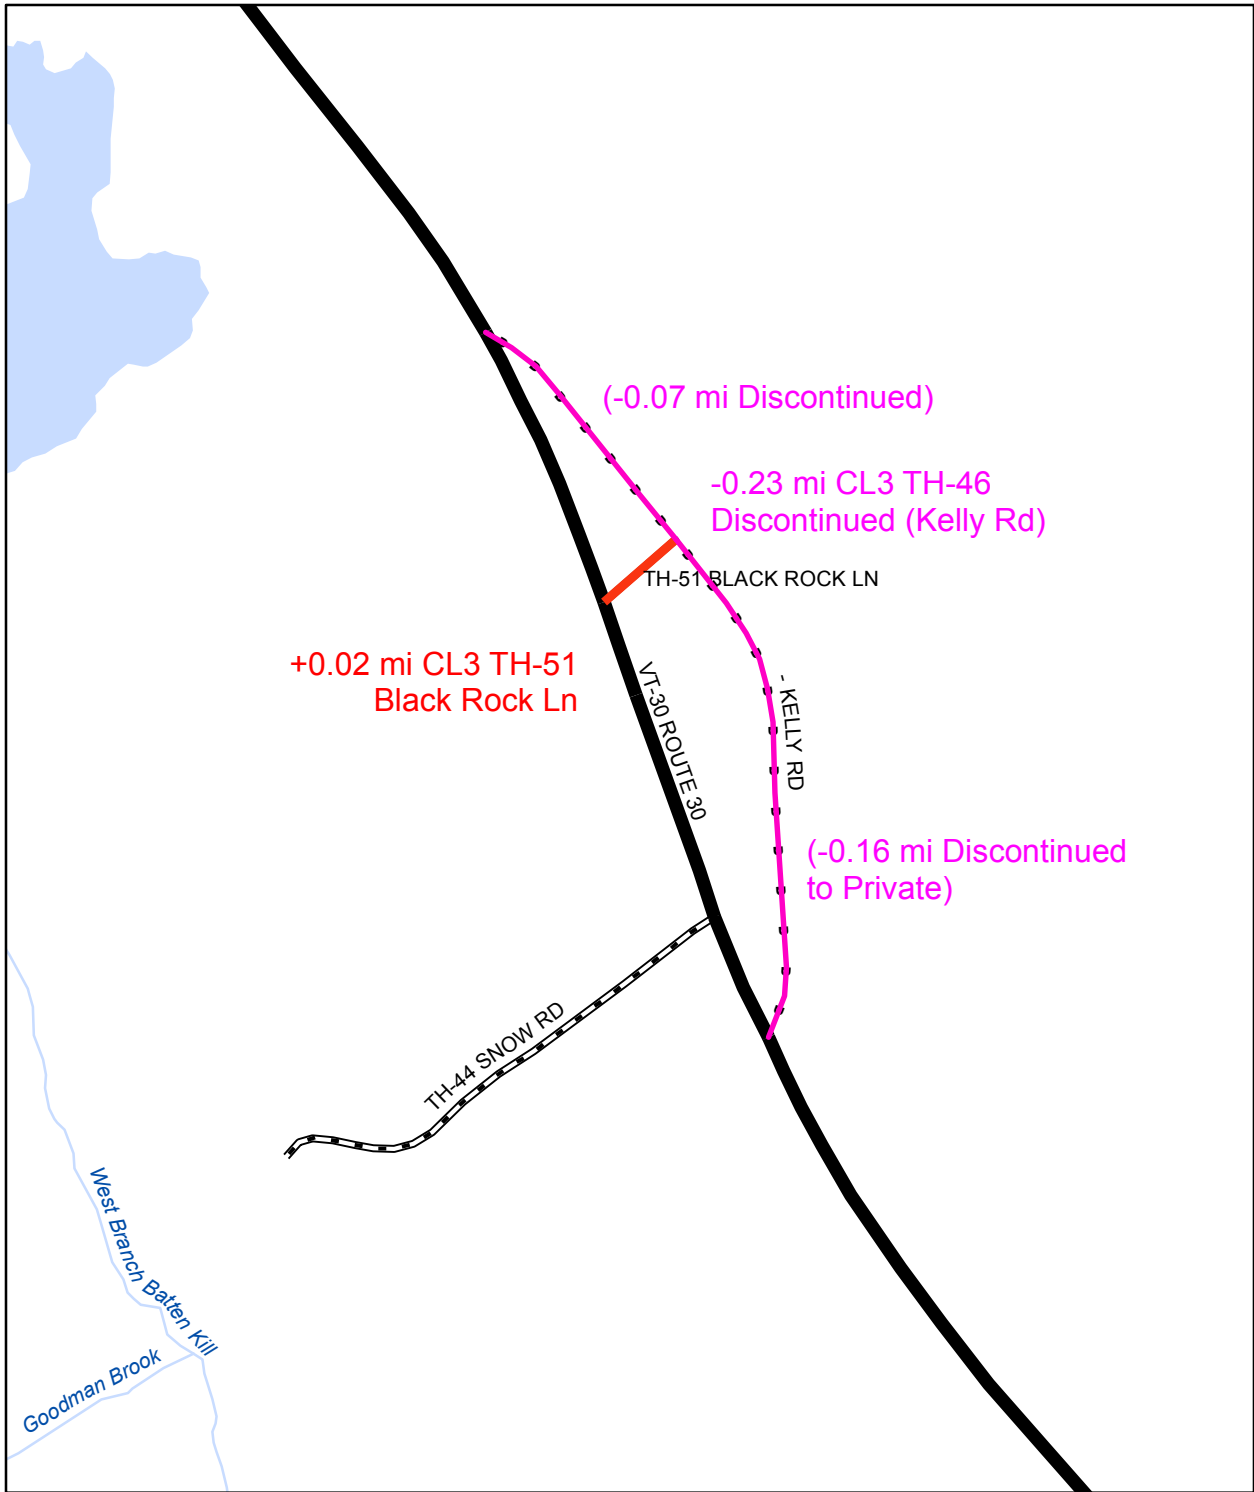 (-0.07 mi Discontinued)
-0.23 mi CL3 TH-46
Discontinued (Kelly Rd)
TH-51 BLACK ROCK LN
+0.02 mi CL3 TH-51
Black Rock Ln
VT-30 ROUTE 30
- KELLY RD
(-0.16 mi Discontinued
to Private)
TH-44 SNOW RD
West Branch Batten Kill
Goodman Brook